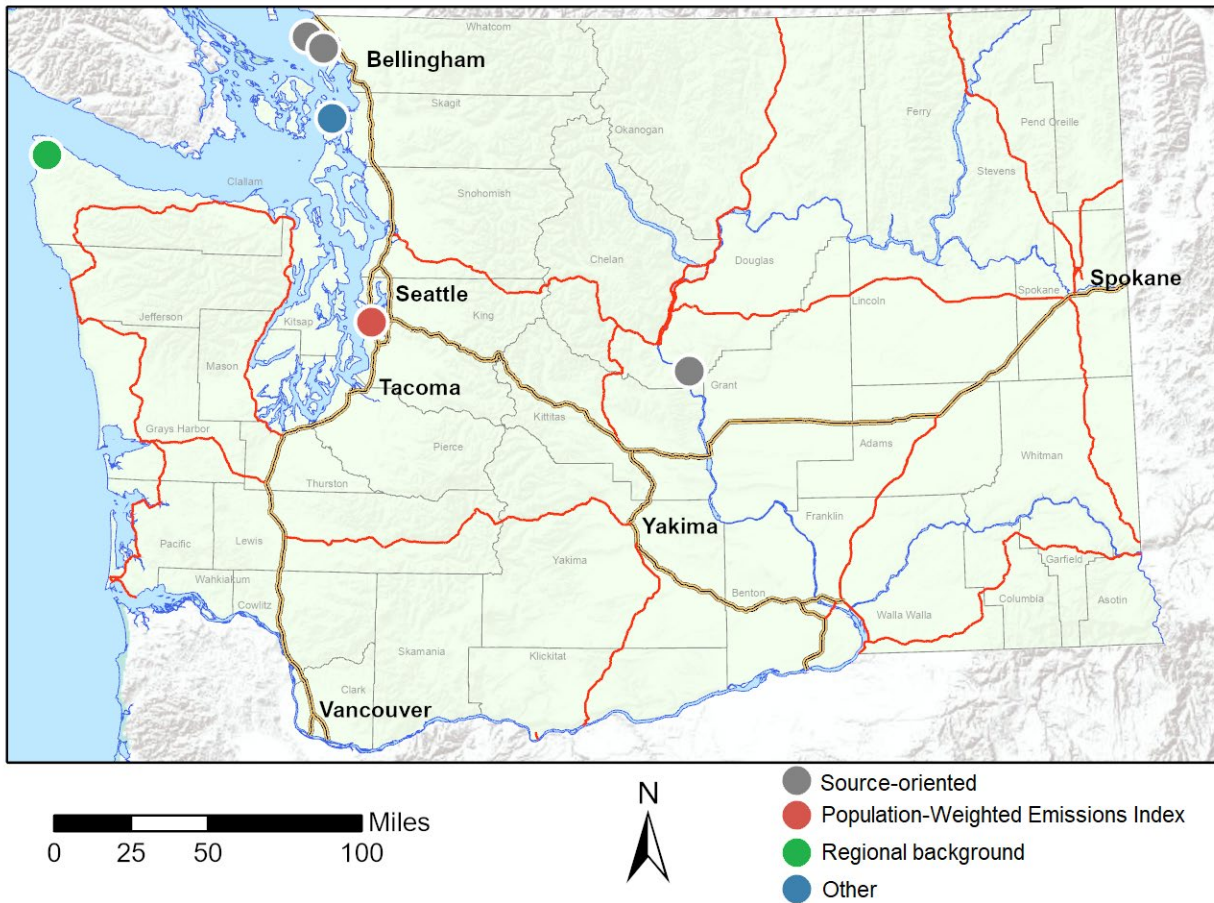 Whatcom
Bellingham
Skagit
Okanogan
Ferry
Pend Oreille
Stevens
Clallam
Snohomish
Chelan
Douglas
Spokane
Spokane
Seattle
King
Lincoln
Jefferson
Kitsap
Mason
Tacoma
Grant
Kittitas
Grays Harbor
Pierce
Adams
Whitman
Thurston
Yakima
Franklin
Pacific
Lewis
Yakima
Garfield
Wahkiakum
Benton
Columbia
Asotin
Cowlitz
Walla Walla
Skamania
Klickitat
Clark
Vancouver
N
Miles
0 25 50 100
Source-oriented
Population-Weighted Emissions Index
Regional background
Other